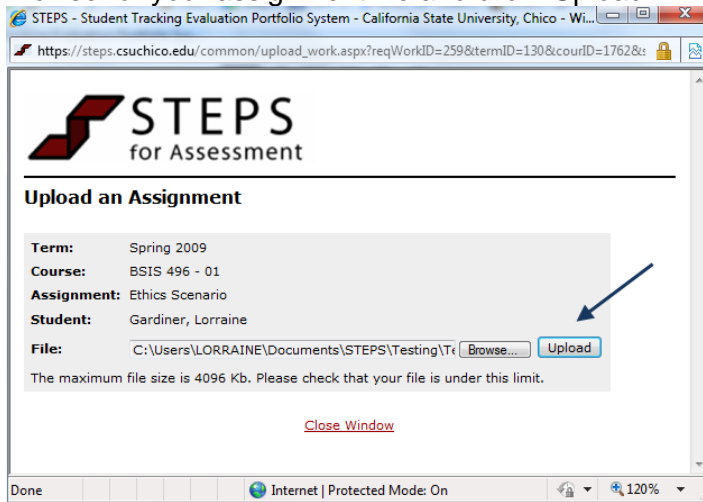 STEPS - Student Tracking Evaluation Portfolio System - California State University, Chico - Wi...
https://steps.csuchico.edu/common/upload_work.aspx?reqWorkID=259&termID=130&courID=1762&s
STEPS
for Assessment
Upload an Assignment
Term: Spring 2009
Course: BSIS 496 - 01
Assignment: Ethics Scenario
Student: Gardiner, Lorraine
File: C:\Users\LORRAINE\Documents\STEPS\Testing\Te Browse... Upload
The maximum file size is 4096 Kb. Please check that your file is under this limit.
Close Window
Done Internet | Protected Mode: On 120%